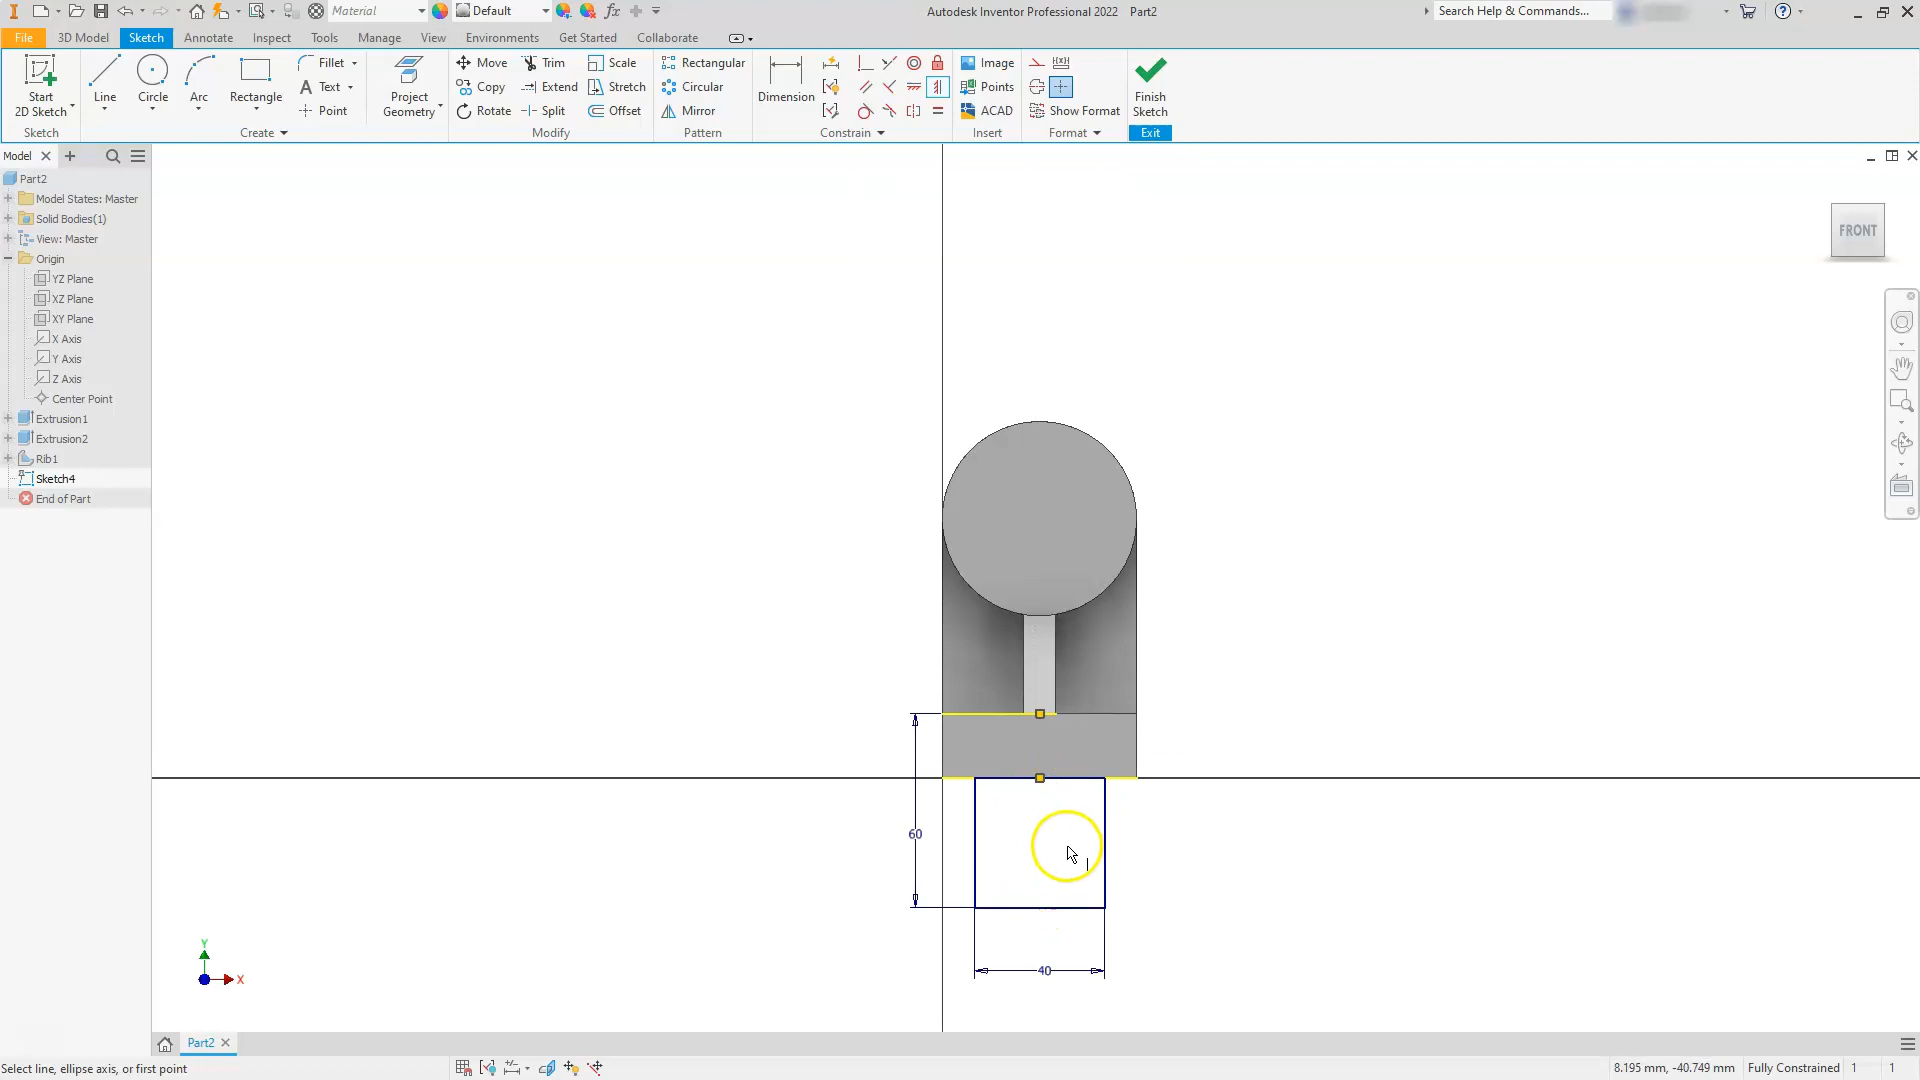 Material
Default
Autodesk Inventor Professional 2022 Part2
Search Help & Commands...
File 3D Model Sketch Annotate Inspect Tools Manage View Environments Get Started Collaborate
Start
2D Sketch
Line
Circle
Arc
Rectangle
Fillet
Text
Point
Project
Geometry
Move
Copy
Rotate
Trim
Extend
Split
Scale
Stretch
Offset
Rectangular
Circular
Mirror
Dimension
Image
Points
ACAD
Show Format
Finish
Sketch
Sketch Create Modify Pattern Constrain Insert Format Exit
Model
Part2
Model States: Master
Solid Bodies(1)
View: Master
Origin
YZ Plane
XZ Plane
XY Plane
X Axis
Y Axis
Z Axis
Center Point
Extrusion1
Extrusion2
Rib1
Sketch4
End of Part
FRONT
60
40
Y
X
Part2
Select line, ellipse axis, or first point
8.195 mm, -40.749 mm Fully Constrained 1 1